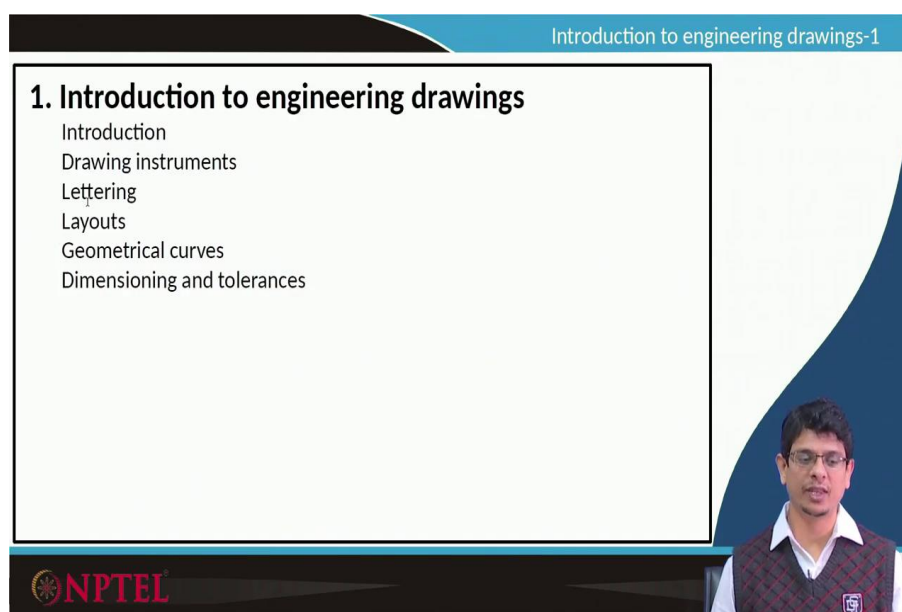 Introduction to engineering drawings-1
1. Introduction to engineering drawings
Introduction
Drawing instruments
Lettering
Layouts
Geometrical curves
Dimensioning and tolerances
NPTEL